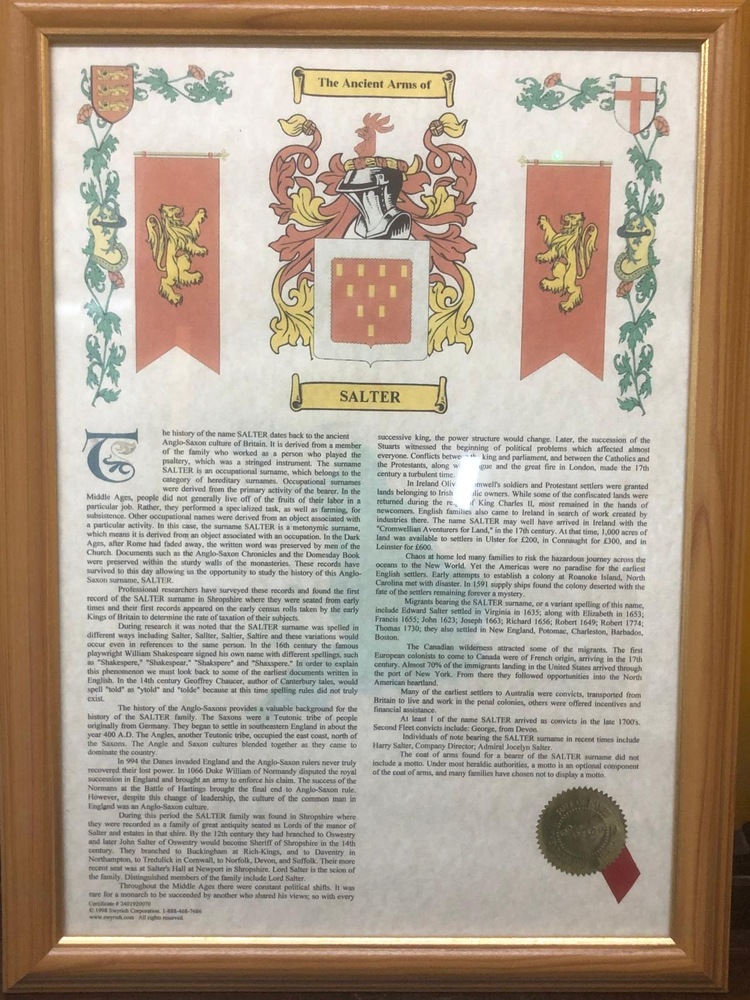 The Ancient Arms of
SALTER
The history of the name SALTER dates back to the ancient
Anglo-Saxon culture of Britain. It is derived from a member
of the family who worked as a person who played the
psaltery, which was a stringed instrument. The surname
SALTER is an occupational surname, which belongs to the
category of hereditary surnames. Occupational surnames
were derived from the primary activity of the bearer. In the
Middle Ages, people did not generally live off of the fruits of their labor in a
particular job. Rather, they performed a specialized task, as well as farming, for
subsistence. Other occupational names were derived from an object associated with
a particular activity. In this case, the surname SALTER is a metonymic surname,
which means it is derived from an object associated with an occupation. In the Dark
Ages, after Rome had faded away, the written word was preserved by men of the
Church. Documents such as the Anglo-Saxon Chronicles and the Domesday Book
were preserved within the sturdy walls of the monasteries. These records have
survived to this day allowing us the opportunity to study the history of this Anglo-
Saxon surname, SALTER.
Professional researchers have surveyed these records and found the first
record of the SALTER surname in Shropshire where they were seated from early
times and their first records appeared on the early census rolls taken by the early
Kings of Britain to determine the rate of taxation of their subjects.
During research it was noted that the SALTER surname was spelled in
different ways including Salter, Sallter, Saltier, Saltire and these variations would
occur even in references to the same person. In the 16th century the famous
playwright William Shakespeare signed his own name with different spellings, such
as "Shakespere," "Shakespear," "Shakspere" and "Shaxspere." In order to explain
this phenomenon we must look back to some of the earliest documents written in
English. In the 14th century Geoffrey Chaucer, author of Canterbury tales, would
spell "told" as "ytold" and "tolde" because at this time spelling rules did not truly
exist.
The history of the Anglo-Saxons provides a valuable background for the
history of the SALTER family. The Saxons were a Teutonic tribe of people
originally from Germany. They began to settle in southeastern England in about the
year 400 A.D. The Angles, another Teutonic tribe, occupied the east coast, north of
the Saxons. The Angle and Saxon cultures blended together as they came to
dominate the country.
In 994 the Danes invaded England and the Anglo-Saxon rulers never truly
recovered their lost power. In 1066 Duke William of Normandy disputed the royal
succession in England and brought an army to enforce his claim. The success of the
Normans at the Battle of Hastings brought the final end to Anglo-Saxon rule.
However, despite this change of leadership, the culture of the common man in
England was an Anglo-Saxon culture.
During this period the SALTER family was found in Shropshire where
they were recorded as a family of great antiquity seated as Lords of the manor of
Salter and estates in that shire. By the 12th century they had branched to Oswestry
and later John Salter of Oswestry would become Sheriff of Shropshire in the 14th
century. They branched to Buckingham at Rich-Kings, and to Daventry in
Northampton, to Tredulick in Cornwall, to Norfolk, Devon, and Suffolk. Their more
recent seat was at Salter's Hall at Newport in Shropshire. Lord Salter is the scion of
the family. Distinguished members of the family include Lord Salter.
Throughout the Middle Ages there were constant political shifts. It was
rare for a monarch to be succeeded by another who shared his views; so with every
Certificate # 2401920070
© 1998 Swyrich Corporation. 1-888-468-7686
www.swyrich.com All rights reserved
successive king, the power structure would change. Later, the succession of the
Stuarts witnessed the beginning of political problems which affected almost
everyone. Conflicts king and parliament, and between the Catholics and
the Protestants, along and the great fire in London, made the 17th
century a turbulent time.
In Ireland soldiers and Protestant settlers were granted
lands belonging to Irish owners. While some of the confiscated lands were
returned during the of King Charles II, most remained in the hands of
newcomers. English families also came to Ireland in search of work created by
industries there. The name SALTER may well have arrived in Ireland with the
"Cromwellian Aventurers for Land," in the 17th century. At that time, 1,000 acres of
land was available to settlers in Ulster for £200, in Connaught for £300, and in
Leinster for £600.
Chaos at home led many families to risk the hazardous journey across the
oceans to the New World. Yet the Americas were no paradise for the earliest
English settlers. Early attempts to establish a colony at Roanoke Island, North
Carolina met with disaster. In 1591 supply ships found the colony deserted with the
fate of the settlers remaining forever a mystery.
Migrants bearing the SALTER surname, or a variant spelling of this name,
include Edward Salter settled in Virginia in 1635; along with Elizabeth in 1653;
Francis 1655; John 1623; Joseph 1663; Richard 1656; Robert 1649; Robert 1774;
Thomas 1730; they also settled in New England, Potomac, Charleston, Barbados,
Boston.
The Canadian wilderness attracted some of the migrants. The first
European colonists to come to Canada were of French origin, arriving in the 17th
century. Almost 70% of the immigrants landing in the United States arrived through
the port of New York. From there they followed opportunities into the North
American heartland.
Many of the earliest settlers to Australia were convicts, transported from
Britain to live and work in the penal colonies, others were offered incentives and
financial assistance.
At least 1 of the name SALTER arrived as convicts in the late 1700's.
Second Fleet convicts include: George, from Devon.
Individuals of note bearing the SALTER surname in recent times include
Harry Salter, Company Director; Admiral Jocelyn Salter.
The coat of arms found for a bearer of the SALTER surname did not
include a motto. Under most heraldic authorities, a motto is an optional component
of the coat of arms, and many families have chosen not to display a motto.